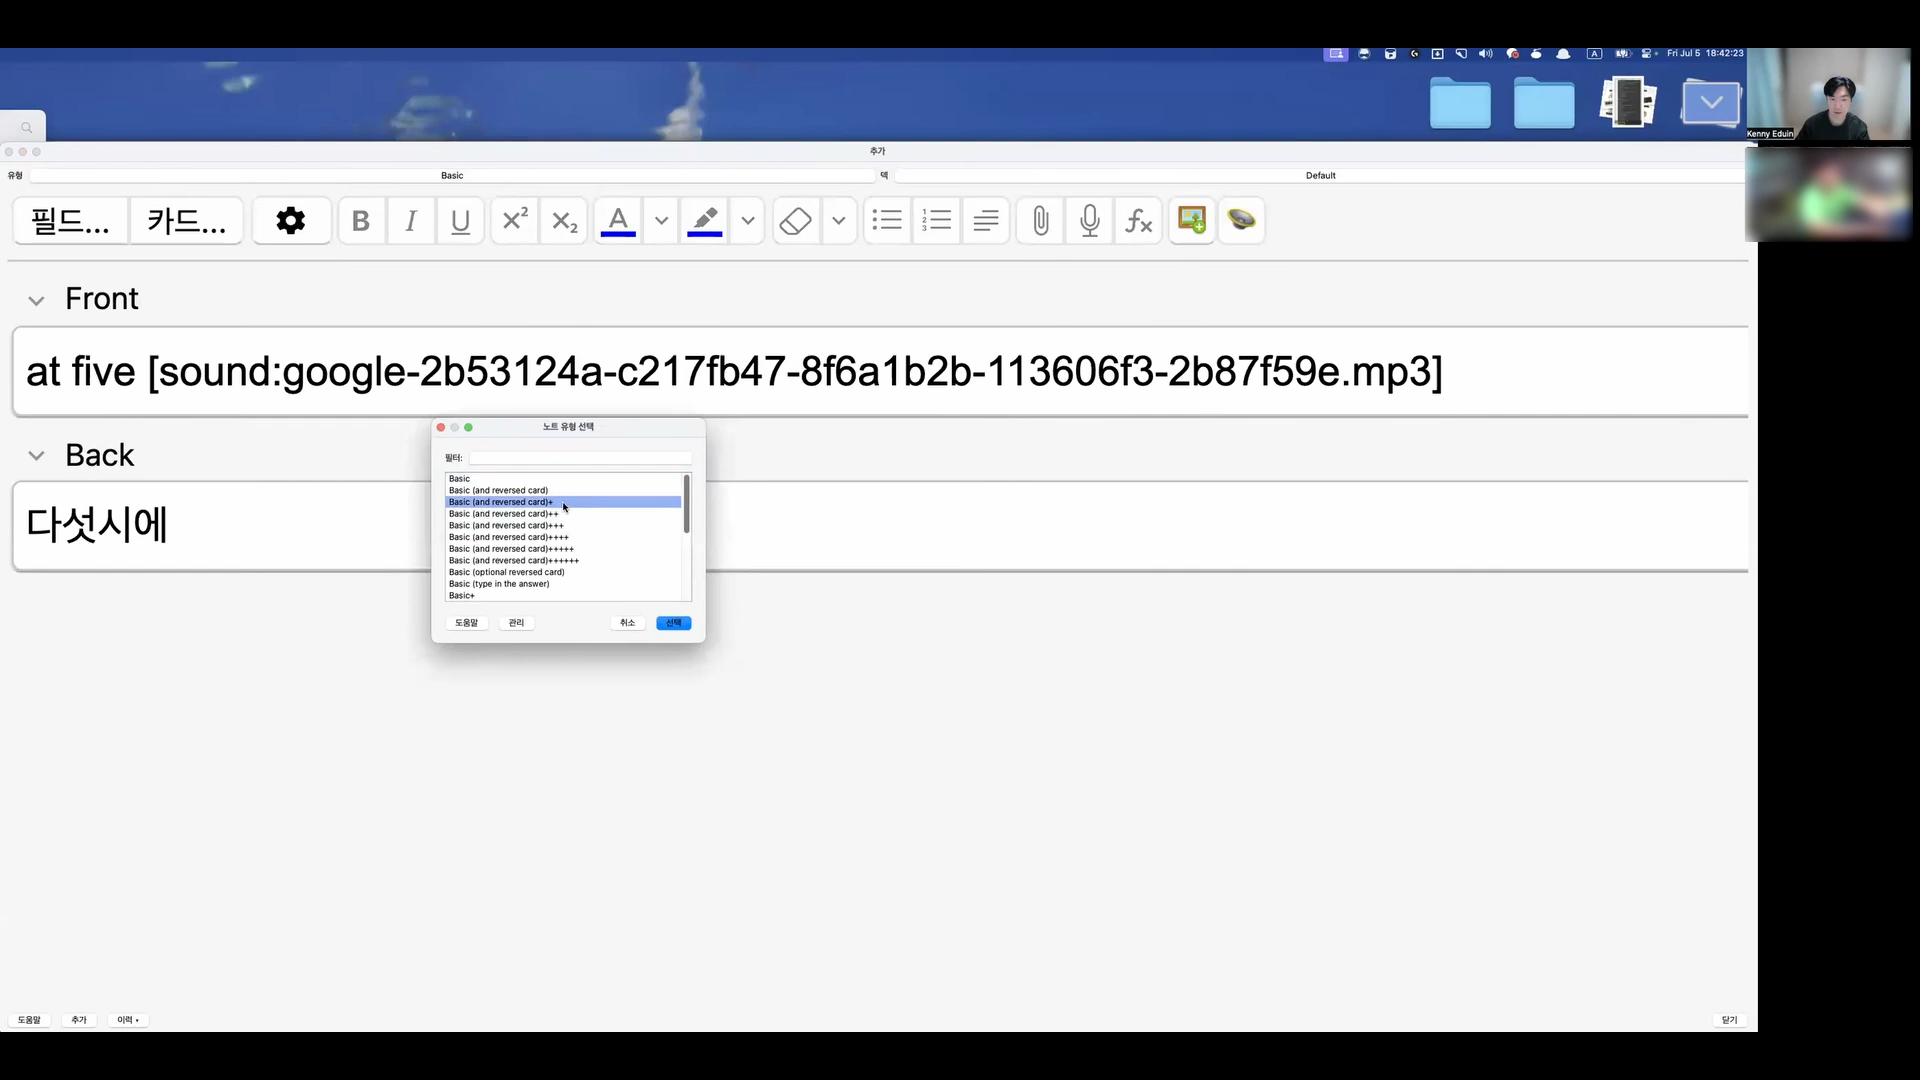 A
Fri Jul 5 18:42:23
Kenny Eduin
추가
유형
Basic
덱
Default
필드...
카드...
B I U X² X₂ A
fx
Front
at five [sound:google-2b53124a-c217fb47-8f6a1b2b-113606f3-2b87f59e.mp3]
Back
다섯시에
노트 유형 선택
필터:
Basic
Basic (and reversed card)
Basic (and reversed card)+
Basic (and reversed card)++
Basic (and reversed card)+++
Basic (and reversed card)++++
Basic (and reversed card)+++++
Basic (and reversed card)++++++
Basic (optional reversed card)
Basic (type in the answer)
Basic+
도움말
관리
취소
선택
도움말
추가
이력
닫기